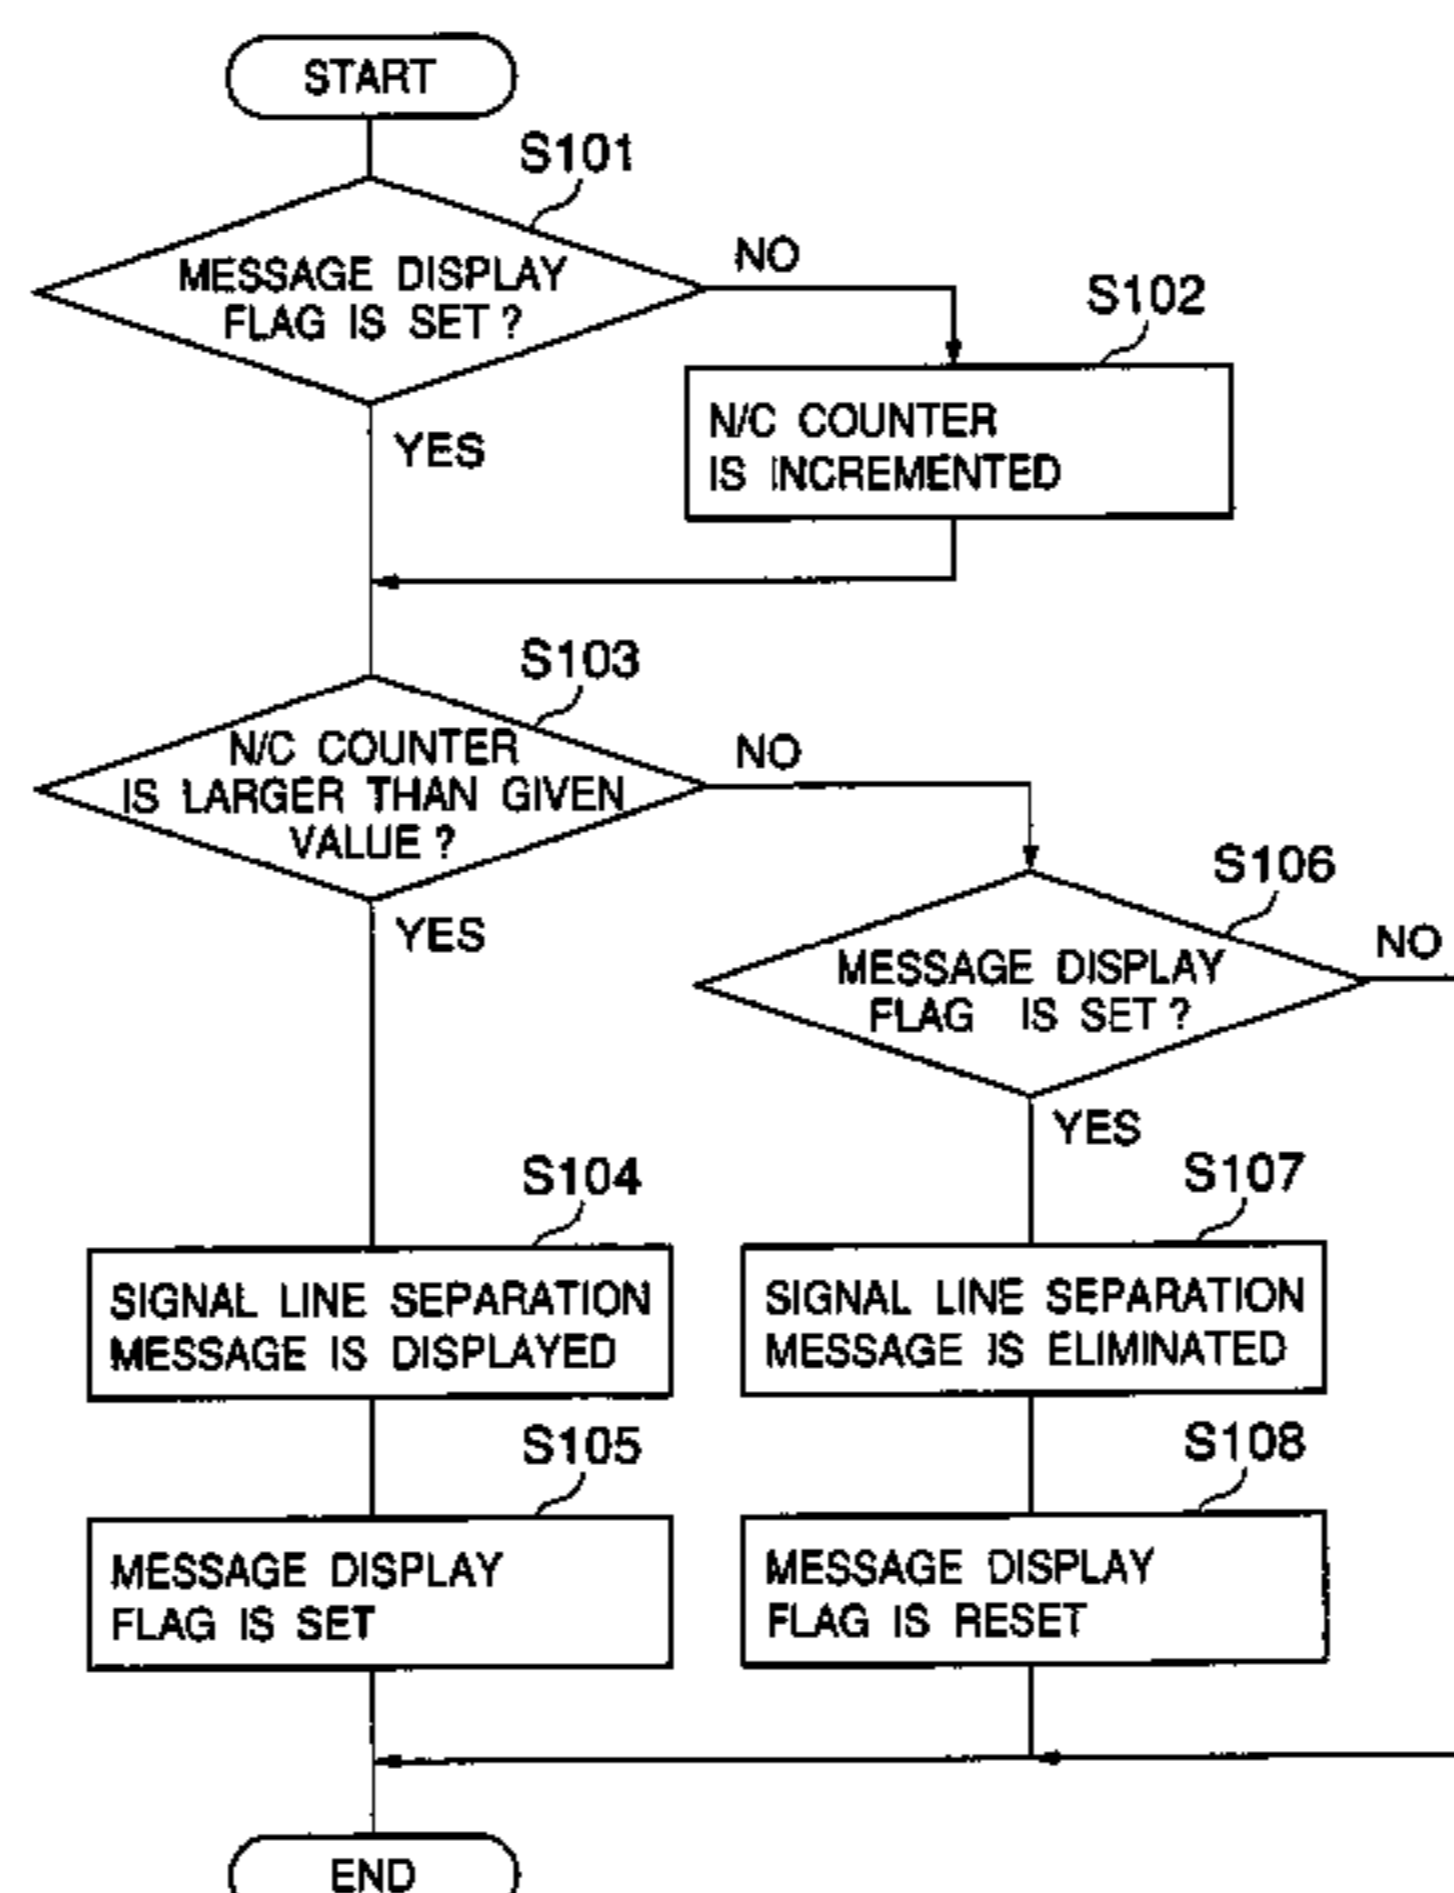 START
S101
MESSAGE DISPLAY
FLAG IS SET ?
NO
S102
N/C COUNTER
IS INCREMENTED
YES
S103
N/C COUNTER
IS LARGER THAN GIVEN
VALUE ?
NO
YES
S106
MESSAGE DISPLAY
FLAG IS SET ?
NO
YES
S104
SIGNAL LINE SEPARATION
MESSAGE IS DISPLAYED
S107
SIGNAL LINE SEPARATION
MESSAGE IS ELIMINATED
S105
MESSAGE DISPLAY
FLAG IS SET
S108
MESSAGE DISPLAY
FLAG IS RESET
END